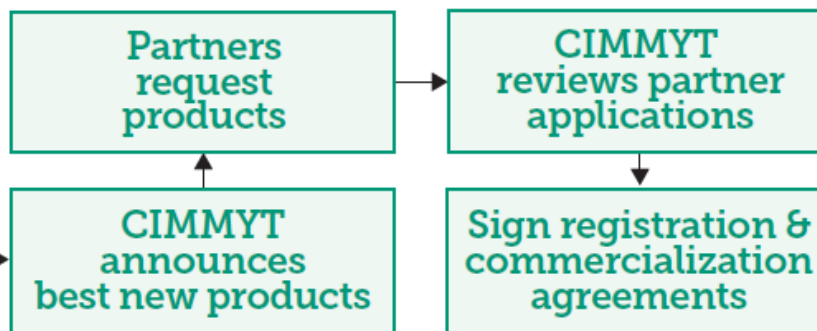 Partners
request
products
CIMMYT
reviews partner
applications
CIMMYT
announces
best new products
Sign registration &
commercialization
agreements